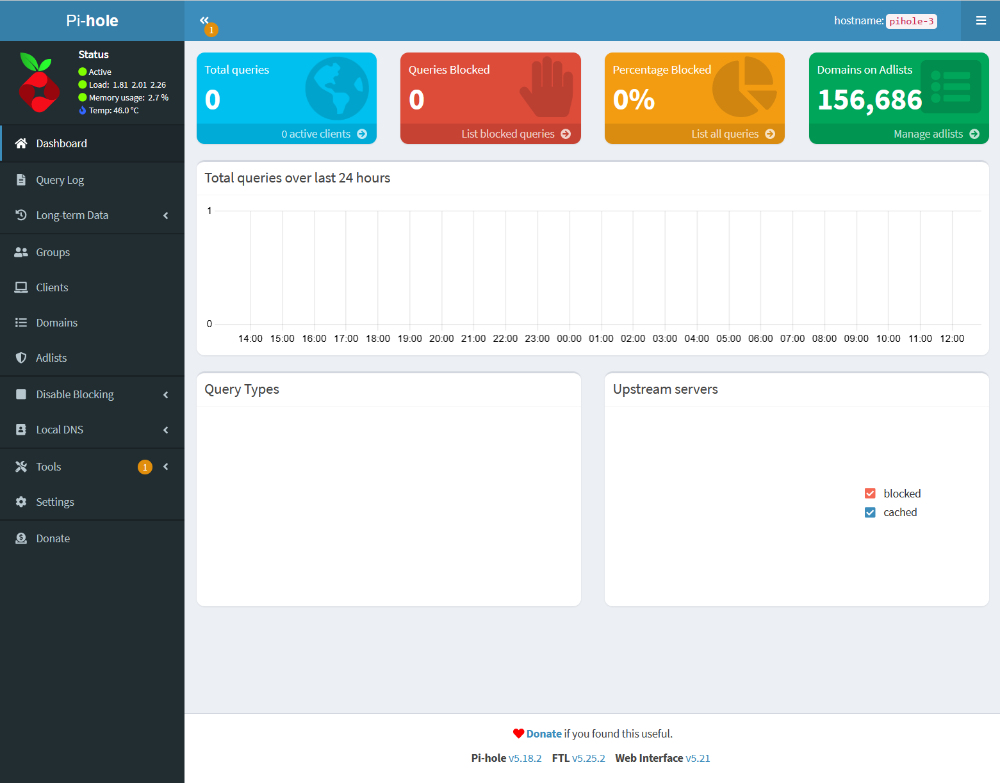 Pi-hole
1
hostname: pihole-3
Status
Active
Load: 1.81 2.01 2.26
Memory usage: 2.7 %
Temp: 46.0 °C
Dashboard
Query Log
Long-term Data
Groups
Clients
Domains
Adlists
Disable Blocking
Local DNS
Tools 1
Settings
Donate
Total queries
0
0 active clients
Queries Blocked
0
List blocked queries
Percentage Blocked
0%
List all queries
Domains on Adlists
156,686
Manage adlists
Total queries over last 24 hours
1
0
14:00 15:00 16:00 17:00 18:00 19:00 20:00 21:00 22:00 23:00 00:00 01:00 02:00 03:00 04:00 05:00 06:00 07:00 08:00 09:00 10:00 11:00 12:00
Query Types
Upstream servers
blocked
cached
Donate if you found this useful.
Pi-hole v5.18.2 FTL v5.25.2 Web Interface v5.21